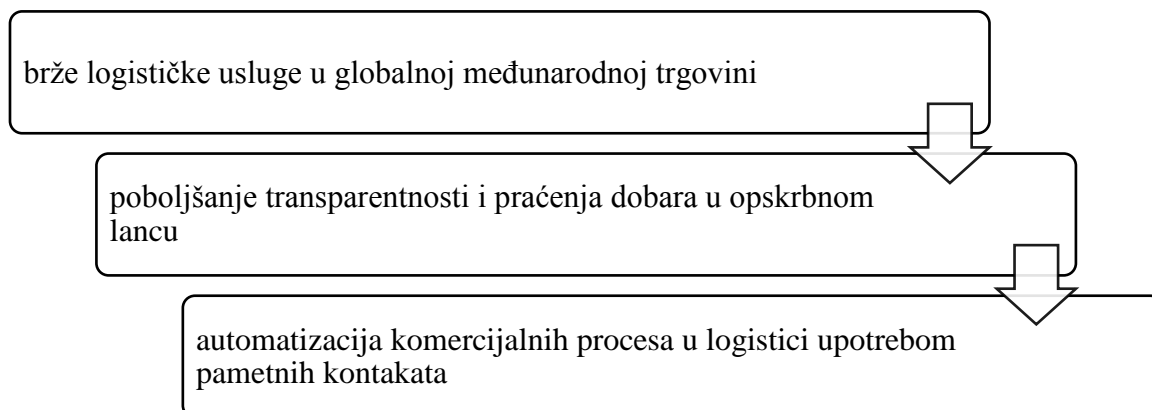 brže logističke usluge u globalnoj međunarodnoj trgovini
poboljšanje transparentnosti i praćenja dobara u opskrbnom
lancu
automatizacija komercijalnih procesa u logistici upotrebom
pametnih kontakata